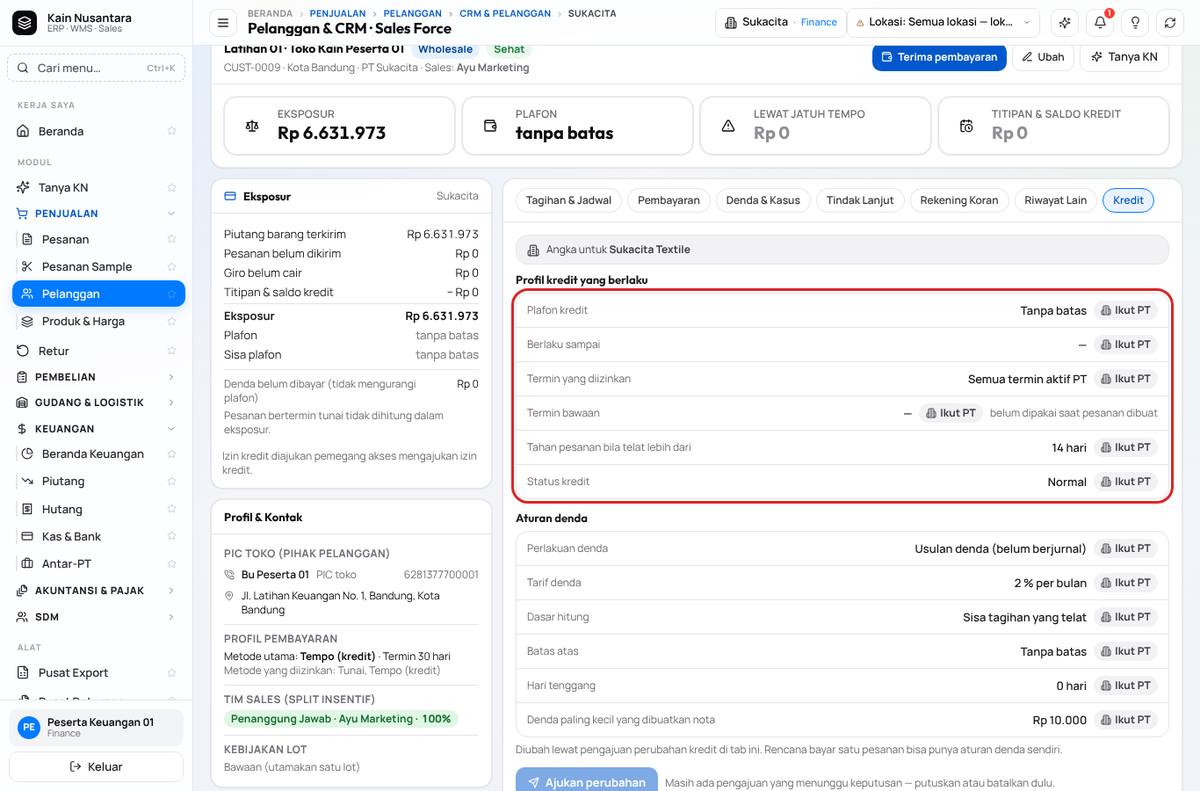 Kain Nusantara
ERP • WMS • Sales
Cari menu... Ctrl+K
KERJA SAYA
Beranda
MODUL
Tanya KN
PENJUALAN
Pesanan
Pesanan Sample
Pelanggan
Produk & Harga
Retur
PEMBELIAN
GUDANG & LOGISTIK
KEUANGAN
Beranda Keuangan
Piutang
Hutang
Kas & Bank
Antar-PT
AKUNTANSI & PAJAK
SDM
ALAT
Pusat Export
PE
Peserta Keuangan 01
Finance
Keluar
BERANDA › PENJUALAN › PELANGGAN › CRM & PELANGGAN › SUKACITA
Pelanggan & CRM · Sales Force
Sukacita · Finance
Lokasi: Semua lokasi — lok...
1
Latihan 01 · Toko Kain Peserta 01 Wholesale Sehat
CUST-0009 · Kota Bandung · PT Sukacita · Sales: Ayu Marketing
Terima pembayaran
Ubah
Tanya KN
EKSPOSUR
Rp 6.631.973
PLAFON
tanpa batas
LEWAT JATUH TEMPO
Rp 0
TITIPAN & SALDO KREDIT
Rp 0
Eksposur Sukacita
Piutang barang terkirim Rp 6.631.973
Pesanan belum dikirim Rp 0
Giro belum cair Rp 0
Titipan & saldo kredit − Rp 0
Eksposur Rp 6.631.973
Plafon tanpa batas
Sisa plafon tanpa batas
Denda belum dibayar (tidak mengurangi Rp 0
plafon)
Pesanan bertermin tunai tidak dihitung dalam
eksposur.
Izin kredit diajukan pemegang akses mengajukan izin
kredit.
Profil & Kontak
PIC TOKO (PIHAK PELANGGAN)
Bu Peserta 01 PIC toko 6281377700001
Jl. Latihan Keuangan No. 1, Bandung, Kota
Bandung
PROFIL PEMBAYARAN
Metode utama: Tempo (kredit) · Termin 30 hari
Metode yang diizinkan: Tunai, Tempo (kredit)
TIM SALES (SPLIT INSENTIF)
Penanggung Jawab · Ayu Marketing · 100%
KEBIJAKAN LOT
Bawaan (utamakan satu lot)
Tagihan & Jadwal
Pembayaran
Denda & Kasus
Tindak Lanjut
Rekening Koran
Riwayat Lain
Kredit
Angka untuk Sukacita Textile
Profil kredit yang berlaku
Plafon kredit Tanpa batas Ikut PT
Berlaku sampai — Ikut PT
Termin yang diizinkan Semua termin aktif PT Ikut PT
Termin bawaan — Ikut PT belum dipakai saat pesanan dibuat
Tahan pesanan bila telat lebih dari 14 hari Ikut PT
Status kredit Normal Ikut PT
Aturan denda
Perlakuan denda Usulan denda (belum berjurnal) Ikut PT
Tarif denda 2 % per bulan Ikut PT
Dasar hitung Sisa tagihan yang telat Ikut PT
Batas atas Tanpa batas Ikut PT
Hari tenggang 0 hari Ikut PT
Denda paling kecil yang dibuatkan nota Rp 10.000 Ikut PT
Diubah lewat pengajuan perubahan kredit di tab ini. Rencana bayar satu pesanan bisa punya aturan denda sendiri.
Ajukan perubahan
Masih ada pengajuan yang menunggu keputusan — putuskan atau batalkan dulu.